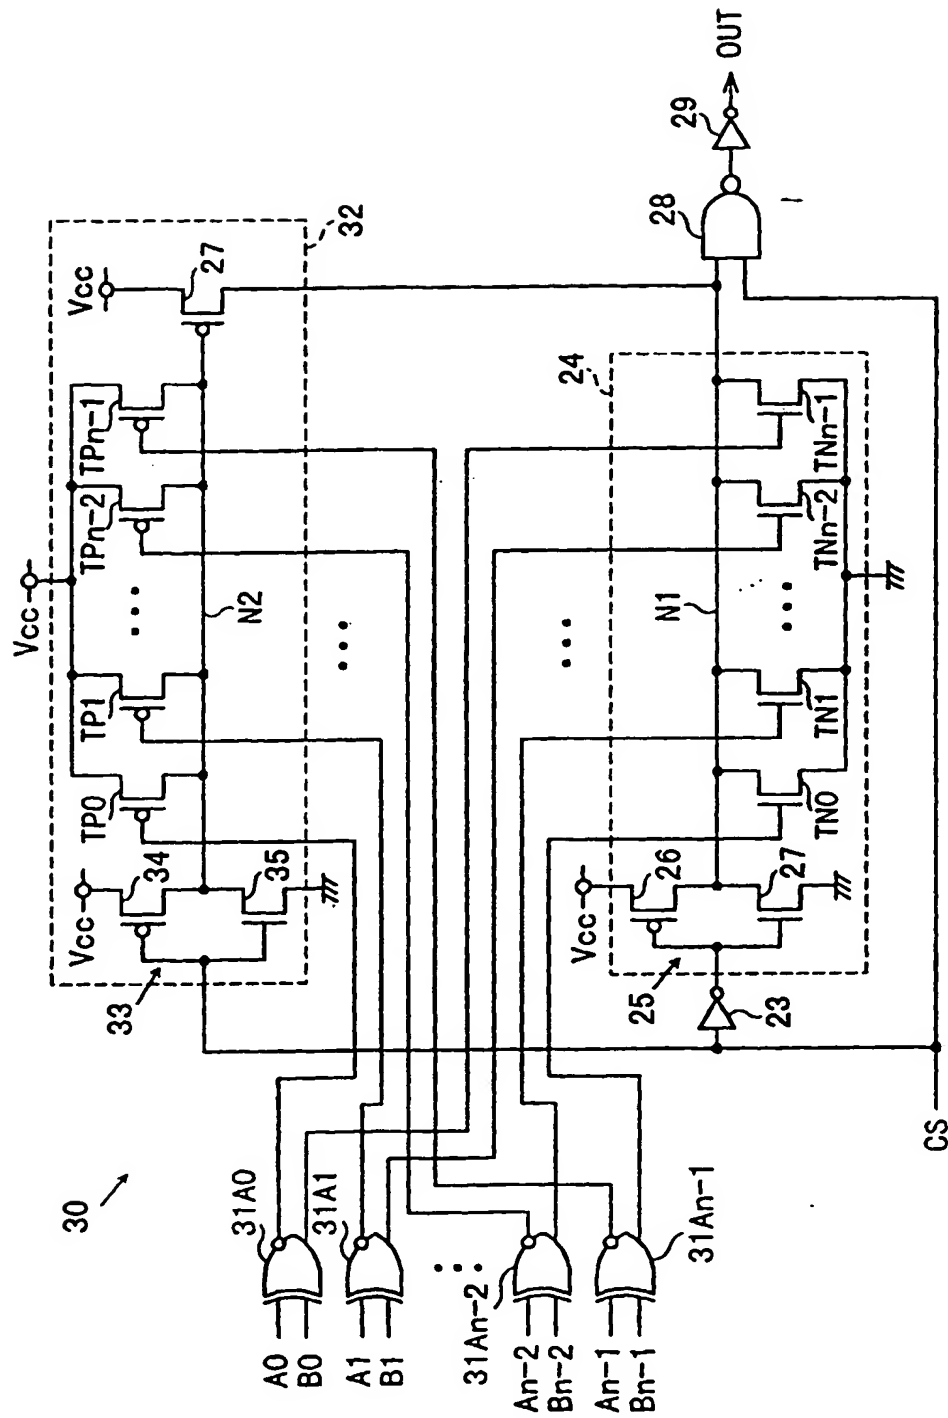 30
A0
B0
31A0
A1
B1
31A1
31An-2
An-2
Bn-2
An-1
Bn-1
31An-1
CS
Vcc
Vcc
Vcc
33
34
35
TP0
TP1
TPn-2
TPn-1
27
32
N2
Vcc
25
26
27
23
24
N1
TN0
TN1
TNn-2
TNn-1
28
29
OUT